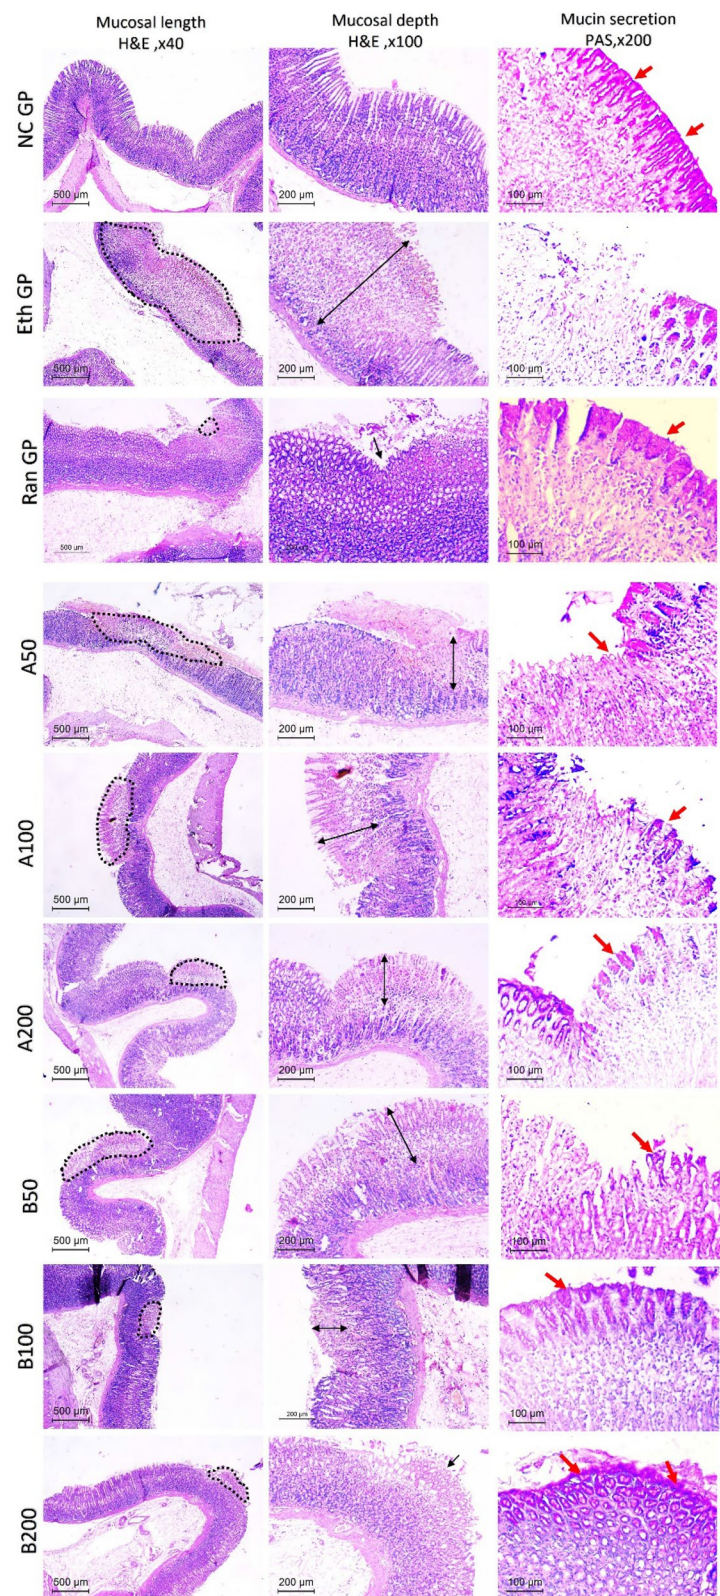 Mucosal length
H&E ,x40
Mucosal depth
H&E ,x100
Mucin secretion
PAS,x200
NC GP
500 µm
200 µm
100 µm
Eth GP
500 µm
200 µm
100 µm
Ran GP
500 µm
100 µm
A50
500 µm
200 µm
100 µm
A100
500 µm
200 µm
100 µm
A200
500 µm
200 µm
100 µm
B50
500 µm
200 µm
100 µm
B100
500 µm
200 µm
100 µm
B200
500 µm
200 µm
100 µm